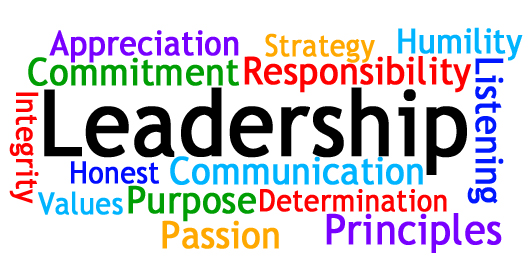 Appreciation
Strategy
Humility
Commitment
Responsibility
Listening
Integrity
Leadership
Honest
Communication
Values
Purpose
Determination
Passion
Principles